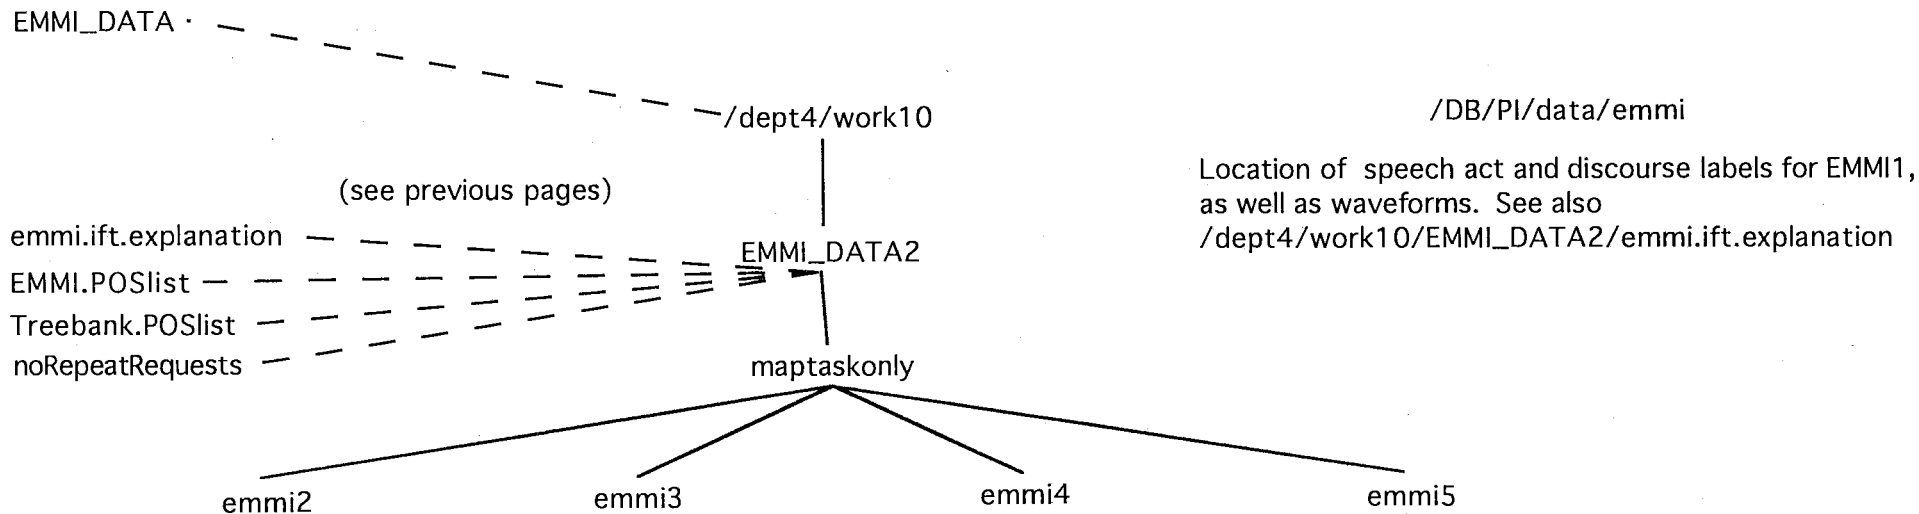 EMMI_DATA
/dept4/work10
/DB/PI/data/emmi
Location of speech act and discourse labels for EMMI1,
as well as waveforms. See also
/dept4/work10/EMMI_DATA2/emmi.ift.explanation
(see previous pages)
emmi.ift.explanation
EMMI_DATA2
EMMI.POSlist
Treebank.POSlist
noRepeatRequests
maptaskonly
emmi2
emmi3
emmi4
emmi5